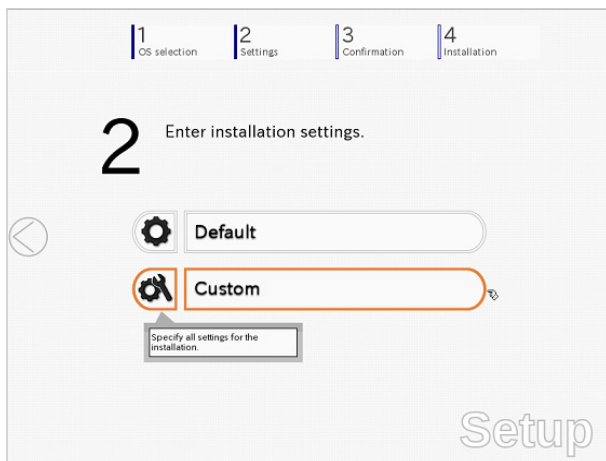 1
OS selection
2
Settings
3
Confirmation
4
Installation
2
Enter installation settings.
Default
Custom
Specify all settings for the
installation.
Setup